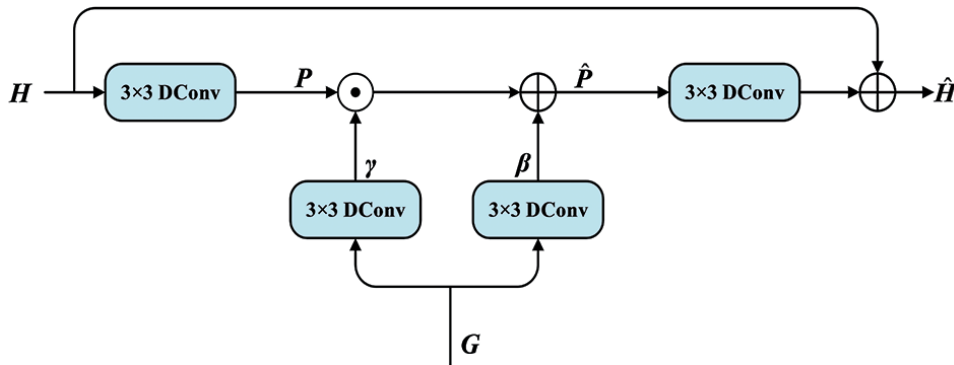 H
3×3 DConv
P
P̂
3×3 DConv
Ĥ
γ
β
3×3 DConv
3×3 DConv
G